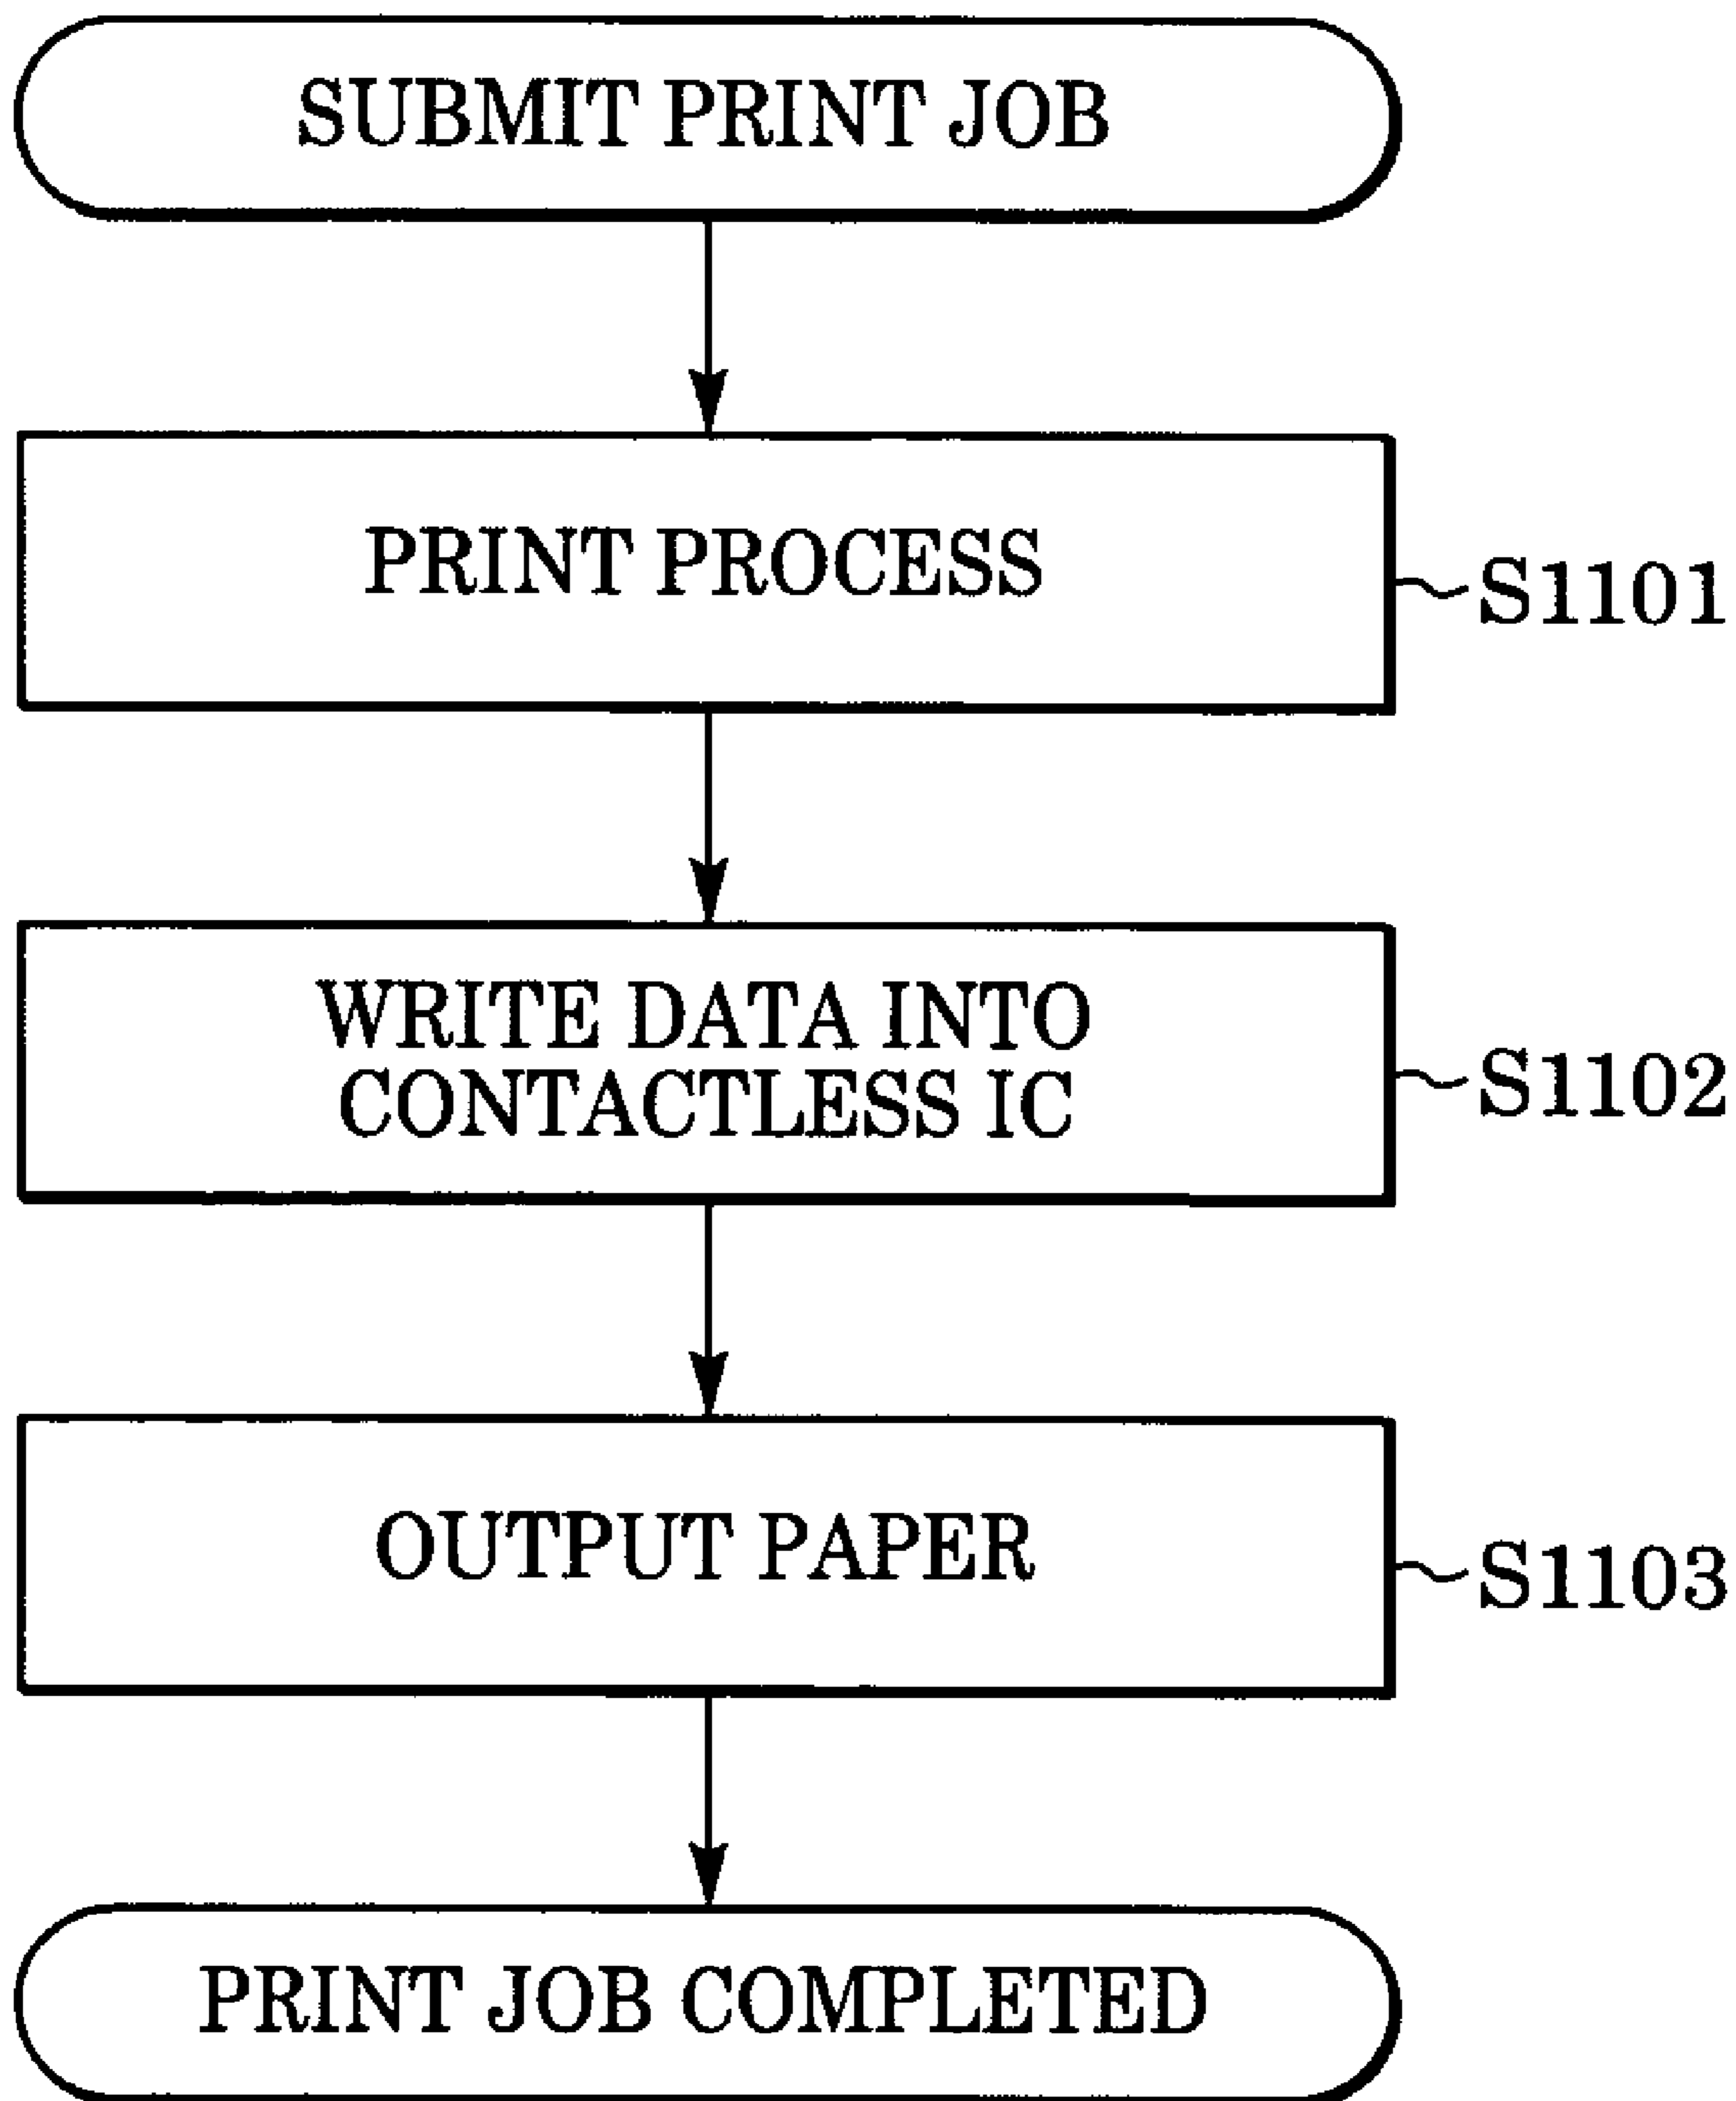 SUBMIT PRINT JOB
PRINT PROCESS
S1101
WRITE DATA INTO
CONTACTLESS IC
S1102
OUTPUT PAPER
S1103
PRINT JOB COMPLETED